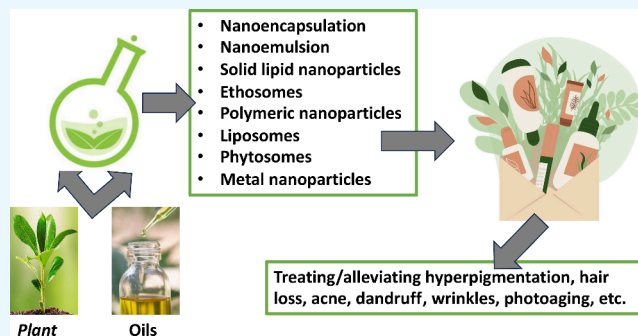 • Nanoencapsulation
• Nanoemulsion
• Solid lipid nanoparticles
• Ethosomes
• Polymeric nanoparticles
• Liposomes
• Phytosomes
• Metal nanoparticles
Plant
Oils
Treating/alleviating hyperpigmentation, hair
loss, acne, dandruff, wrinkles, photoaging, etc.